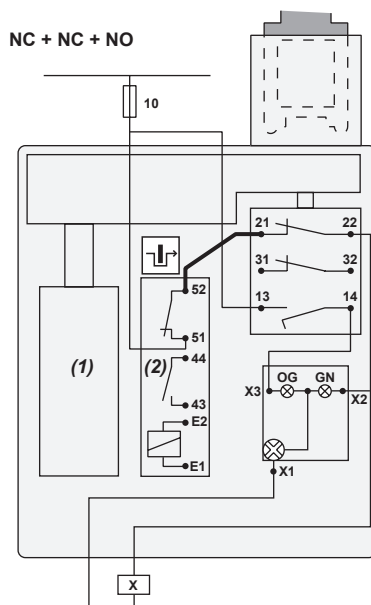 NC + NC + NO
10
21 22
31 32
13 14
52
51
(1) (2)
44
43
E2
E1
X3 OG GN X2
X1
X